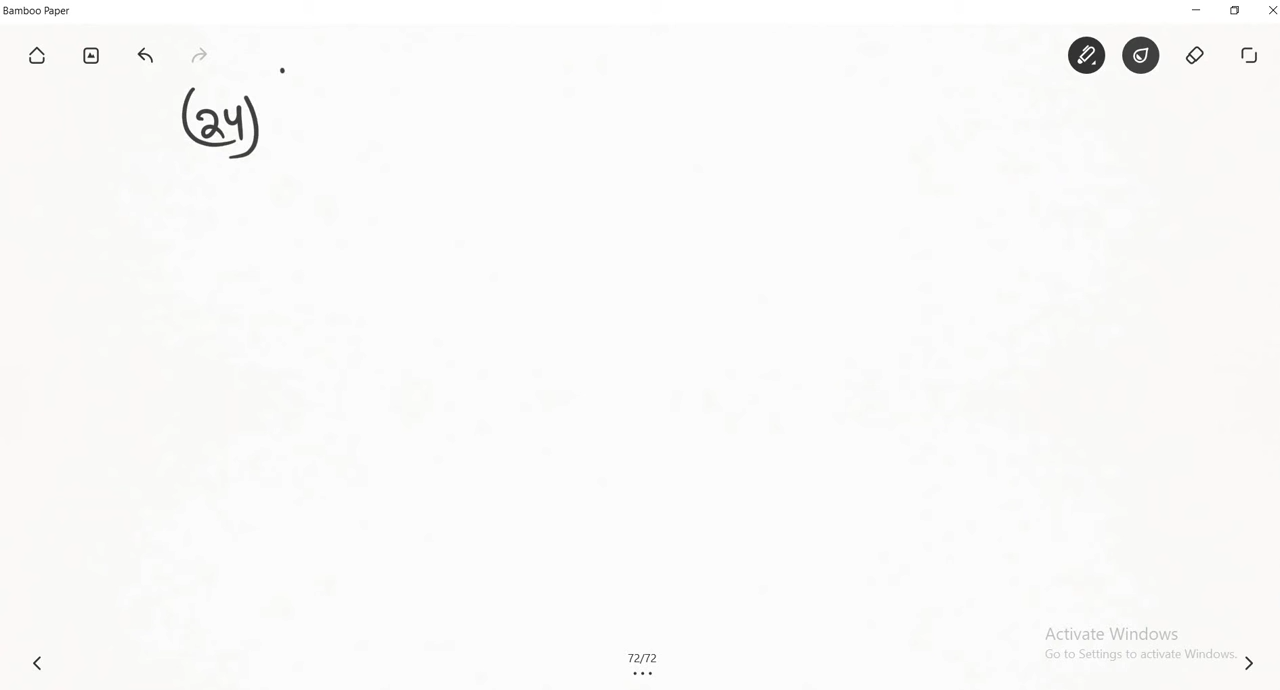 Bamboo Paper
(24)
72/72
Activate Windows
Go to Settings to activate Windows.